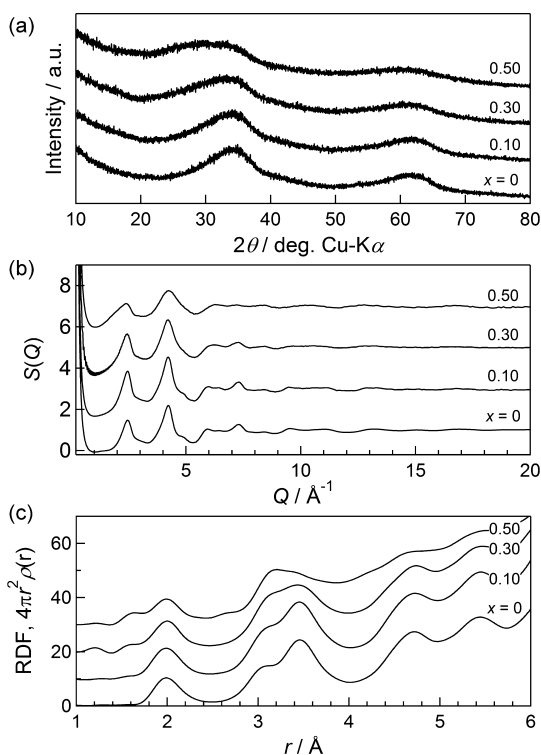 (a)
Intensity / a.u.
0.50
0.30
0.10
x = 0
10 20 30 40 50 60 70 80
2θ / deg. Cu-Kα
(b)
S(Q)
8
6
4
2
0
0.50
0.30
0.10
x = 0
5 10 15 20
Q / Å⁻¹
(c)
RDF, 4πr² ρ(r)
60
40
20
0
0.50
0.30
0.10
x = 0
1 2 3 4 5 6
r / Å